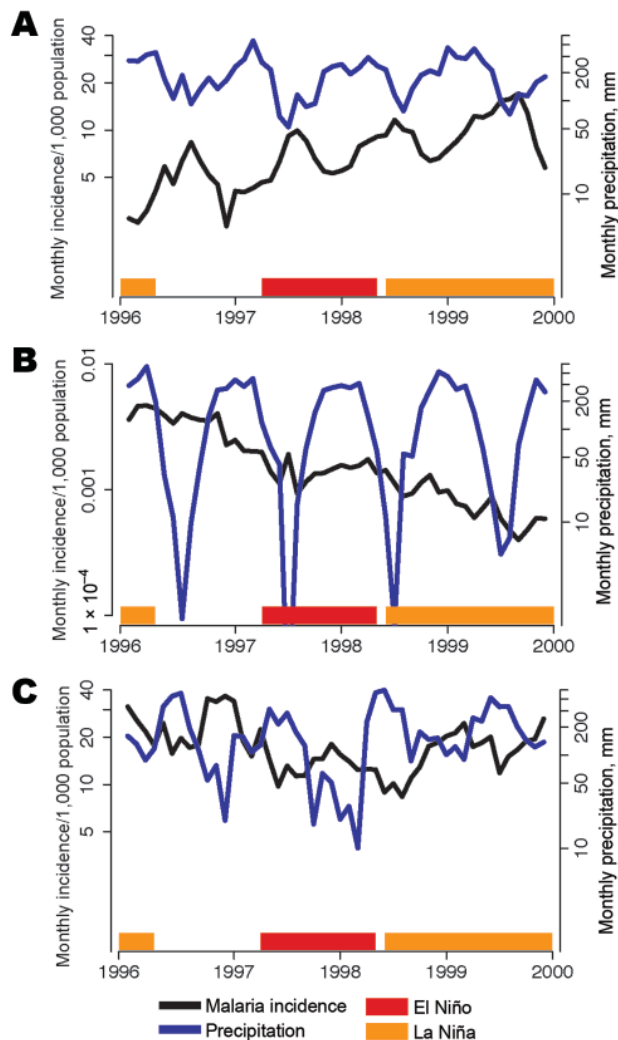 A
Monthly incidence/1,000 population
40
20
10
5
Monthly precipitation, mm
200
50
10
1996
1997
1998
1999
2000
B
Monthly incidence/1,000 population
0.01
0.001
1 × 10⁻⁴
Monthly precipitation, mm
200
50
10
1996
1997
1998
1999
2000
C
Monthly incidence/1,000 population
40
20
10
5
Monthly precipitation, mm
200
50
10
1996
1997
1998
1999
2000
Malaria incidence
El Niño
Precipitation
La Niña